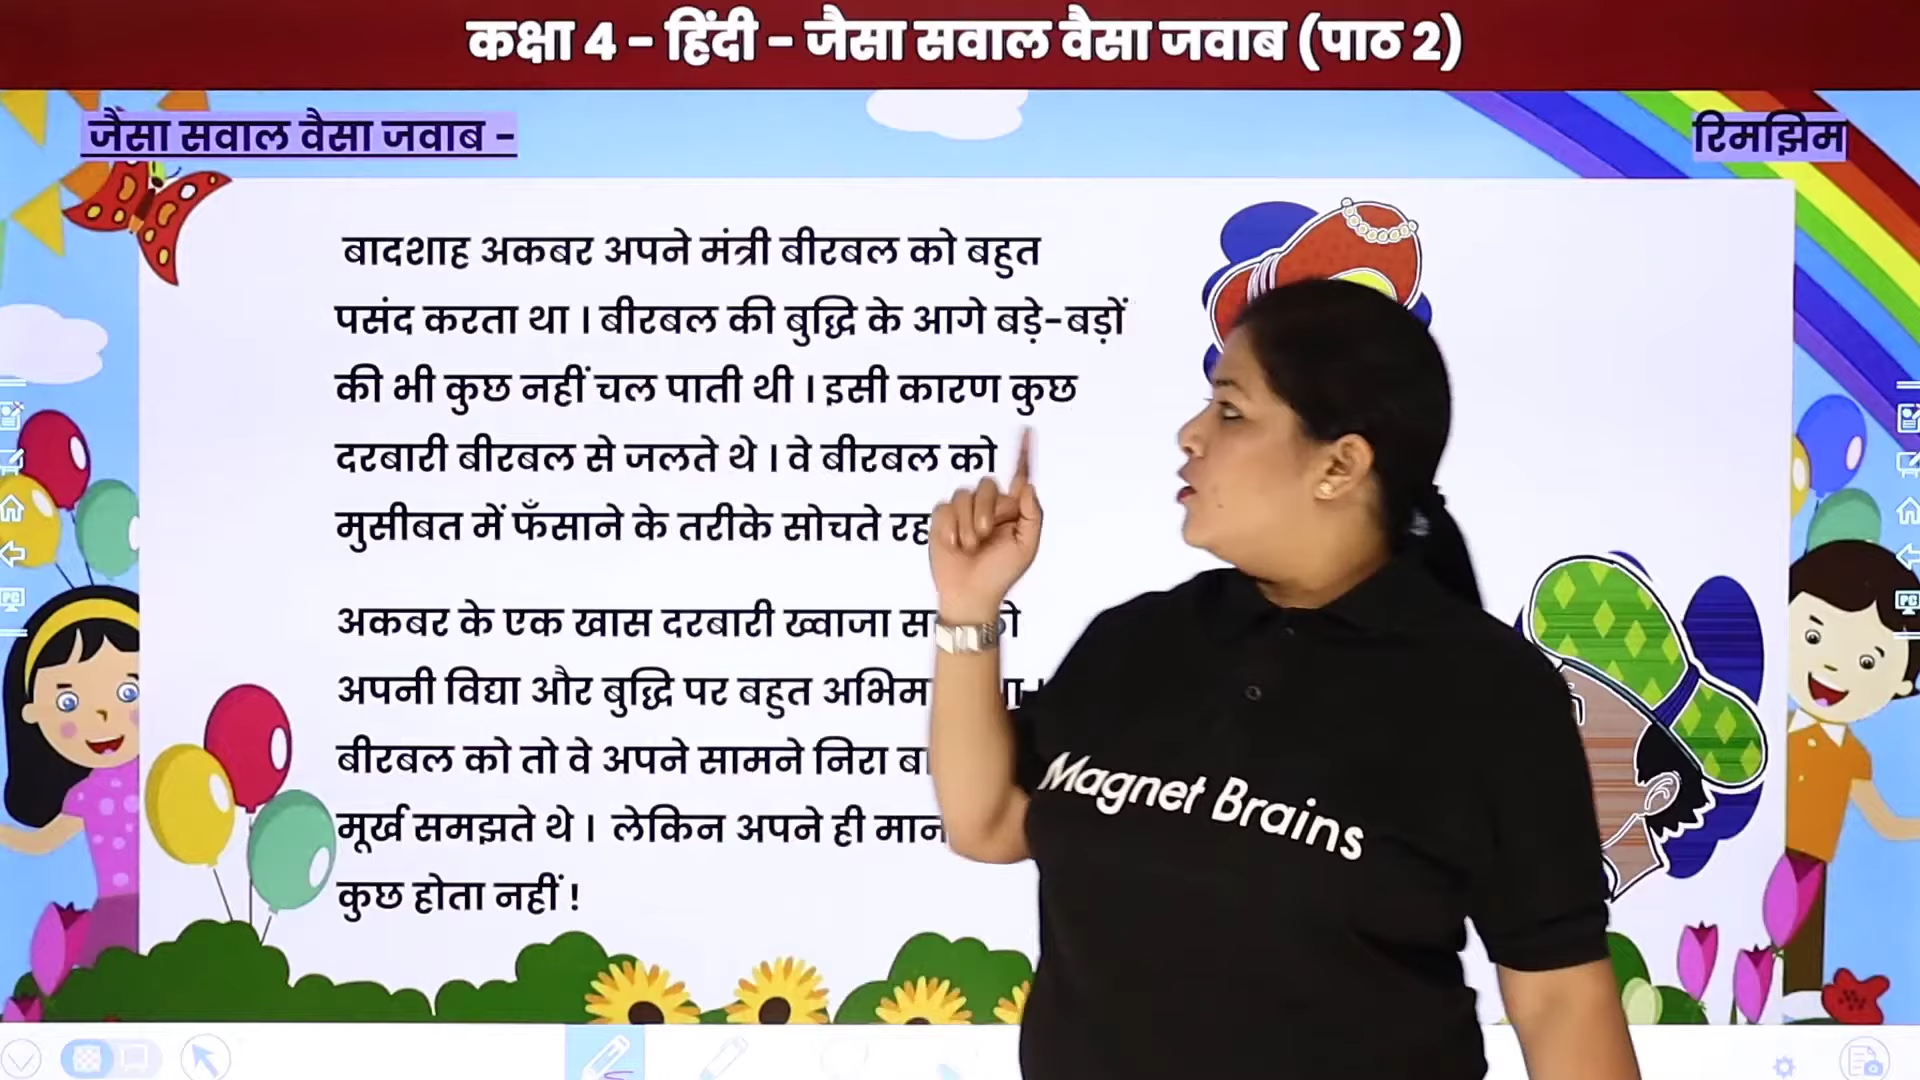 कक्षा 4 - हिंदी - जैसा सवाल वैसा जवाब (पाठ 2)
जैसा सवाल वैसा जवाब -
रिमझिम
बादशाह अकबर अपने मंत्री बीरबल को बहुत
पसंद करता था । बीरबल की बुद्धि के आगे बड़े-बड़ों
की भी कुछ नहीं चल पाती थी । इसी कारण कुछ
दरबारी बीरबल से जलते थे । वे बीरबल को
मुसीबत में फँसाने के तरीके सोचते
अकबर के एक खास दरबारी ख्वाजा
अपनी विद्या और बुद्धि पर बहुत
बीरबल को तो वे अपने सामने निरा
मूर्ख समझते थे । लेकिन अपने ही
कुछ होता नहीं !
Magnet Brains
PC
PC